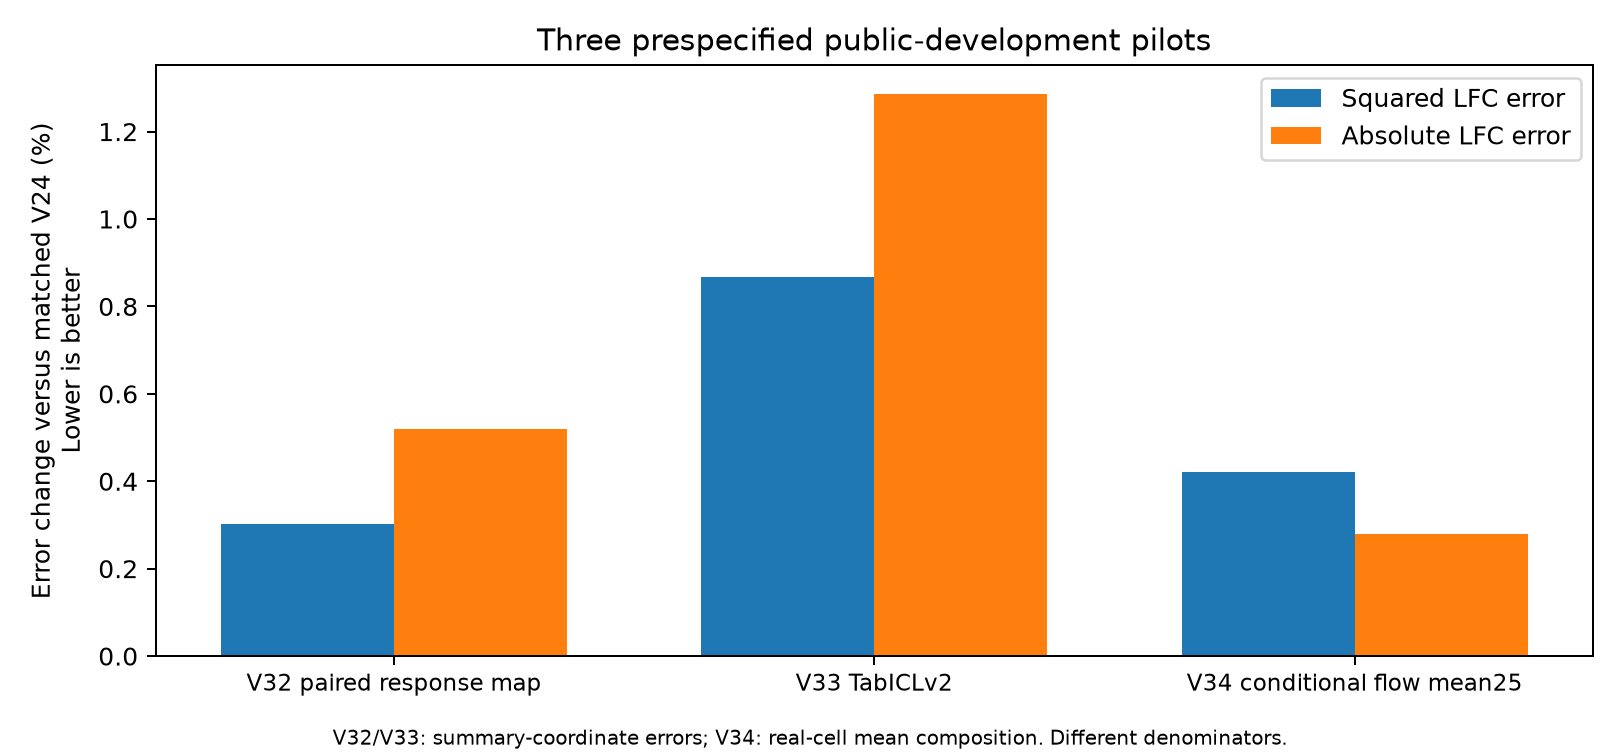 Three prespecified public-development pilots
Error change versus matched V24 (%)
Lower is better
1.2
1.0
0.8
0.6
0.4
0.2
0.0
Squared LFC error
Absolute LFC error
V32 paired response map
V33 TabICLv2
V34 conditional flow mean25
V32/V33: summary-coordinate errors; V34: real-cell mean composition. Different denominators.